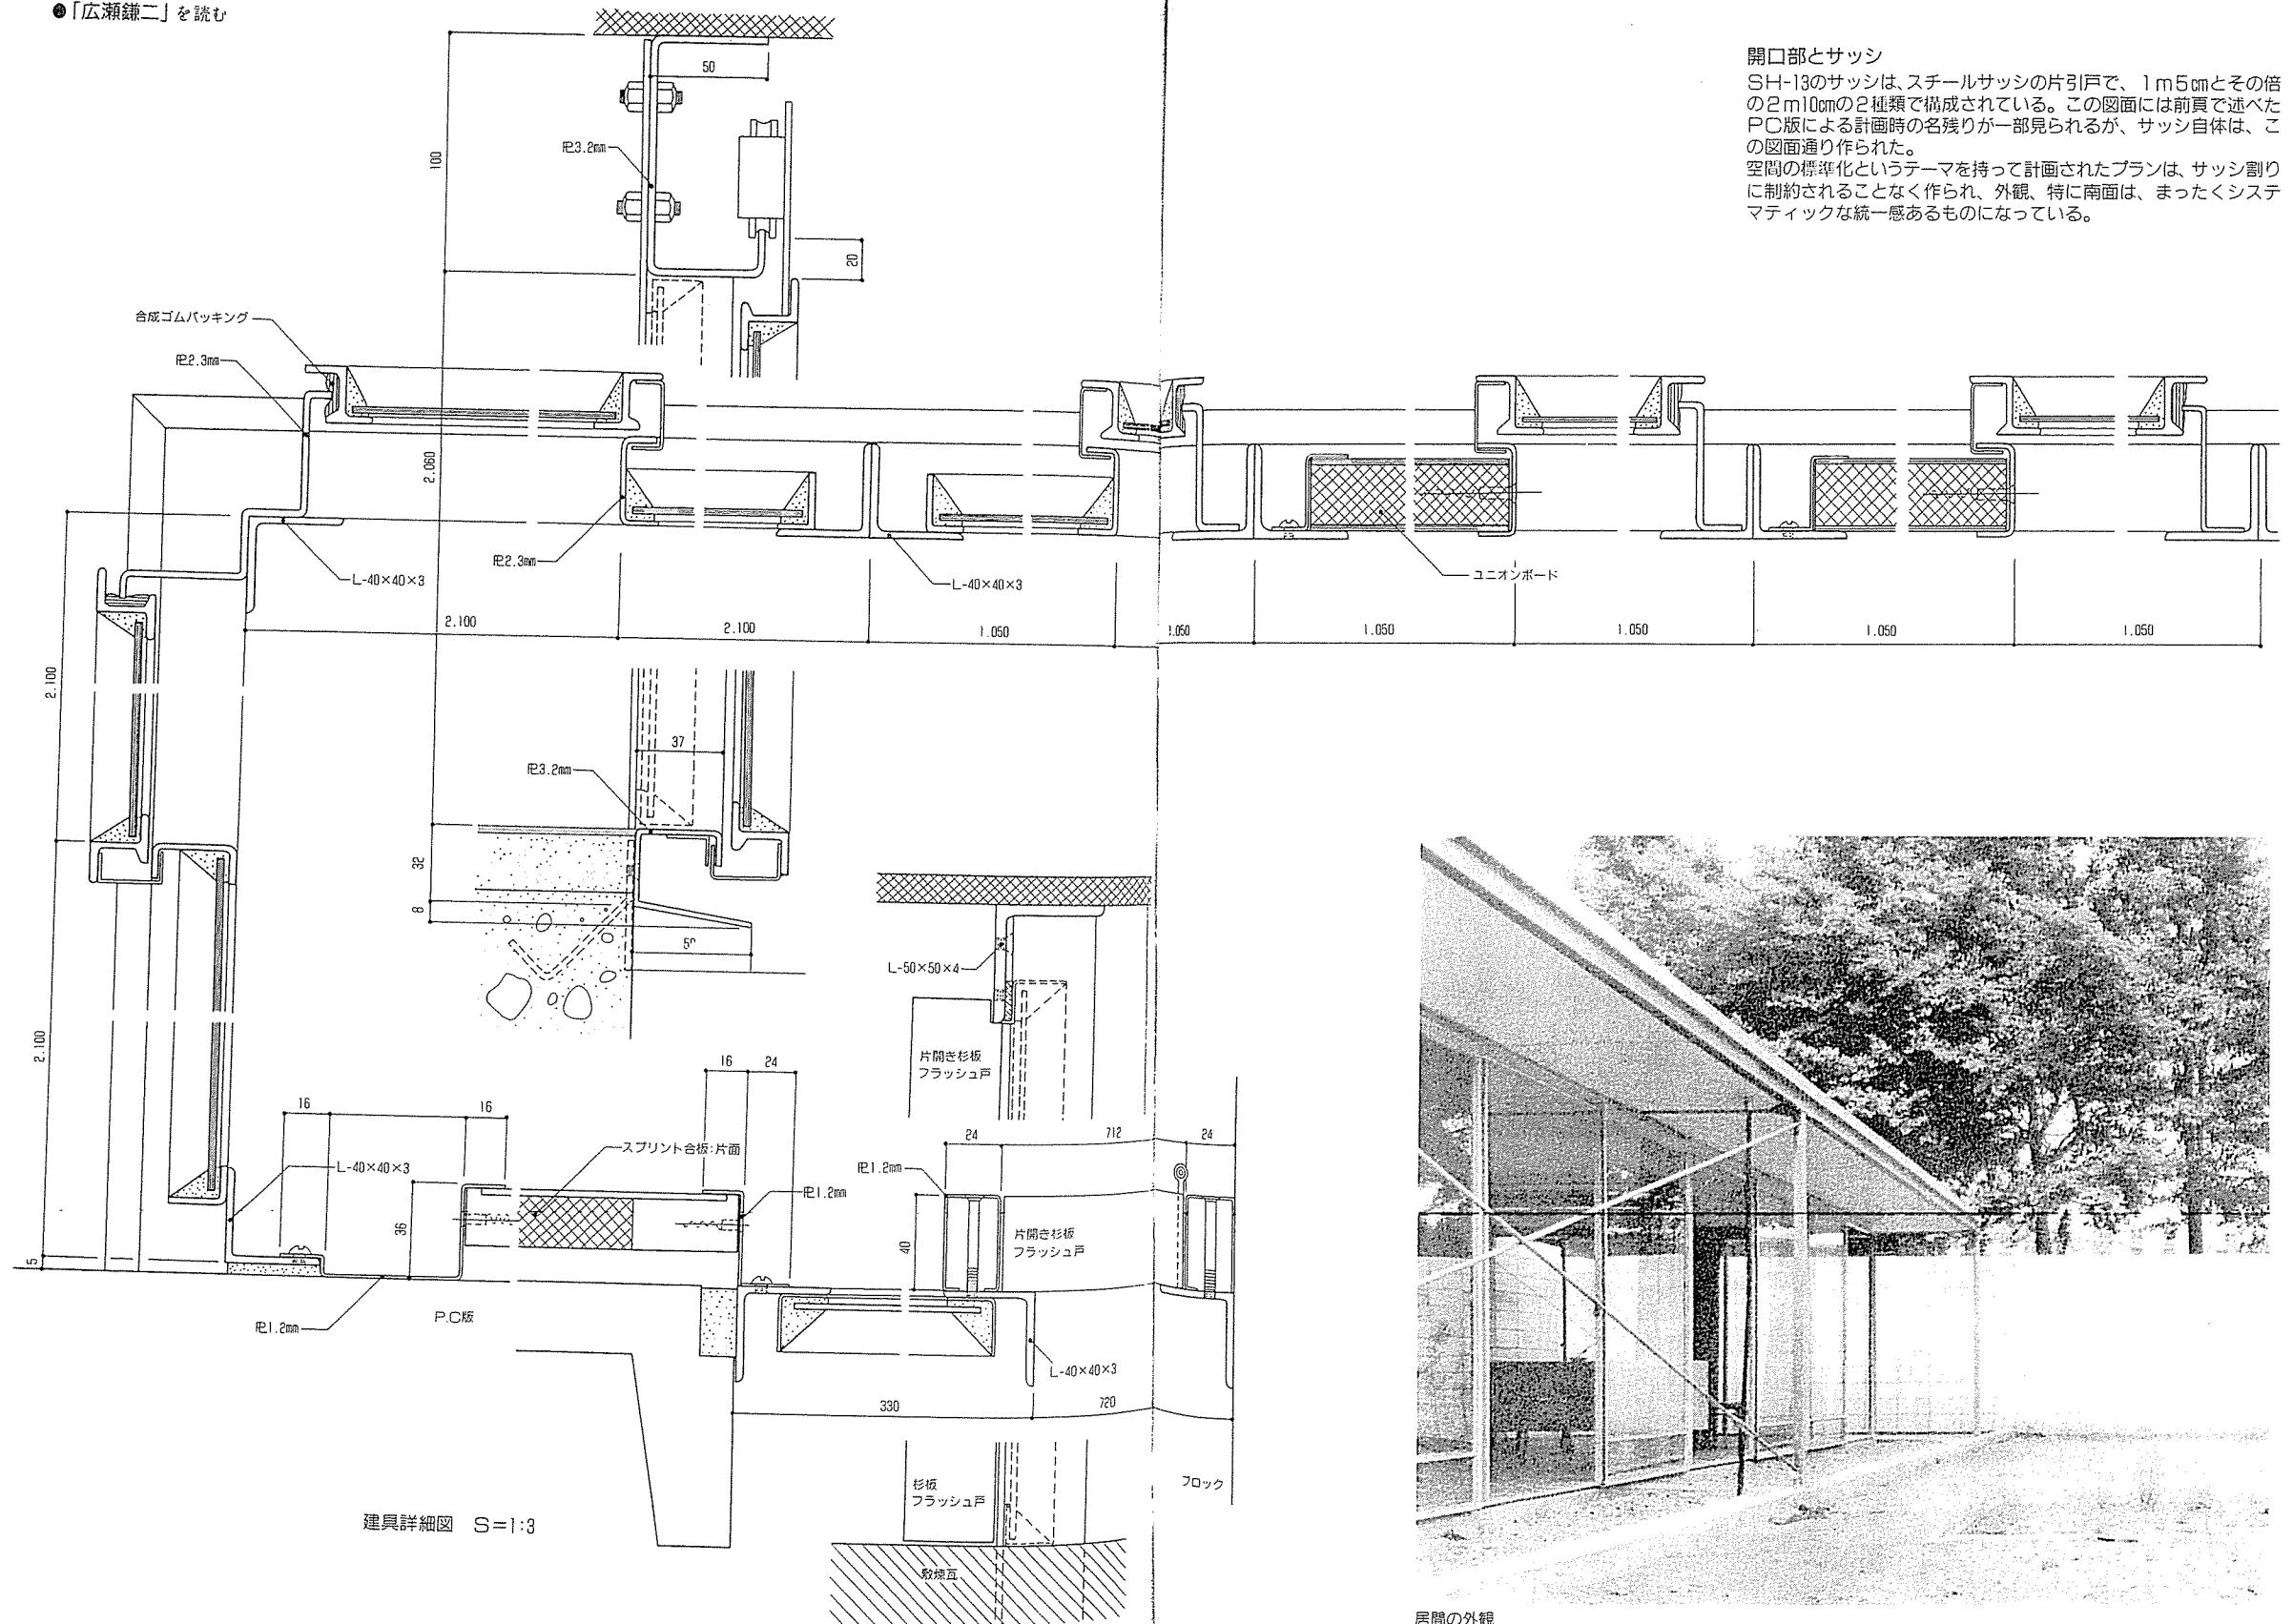 ●「広瀬鎌二」を読む
開口部とサッシ
SH-13のサッシは、スチールサッシの片引戸で、1m5㎝とその倍
の2m10㎝の2種類で構成されている。この図面には前頁で述べた
PC版による計画時の名残りが一部見られるが、サッシ自体は、こ
の図面通り作られた。
空間の標準化というテーマを持って計画されたプランは、サッシ割り
に制約されることなく作られ、外観、特に南面は、まったくシステ
マティックな統一感あるものになっている。
50
100
PL3.2mm
20
合成ゴムパッキング
PL2.3mm
2.060
PL2.3mm
L-40×40×3
L-40×40×3
ユニオンボード
2.100
2.100
1.050
1.050
1.050
1.050
1.050
1.050
2.100
37
PL3.2mm
32
8
L-50×50×4
2.100
片開き杉板
フラッシュ戸
16
24
16
16
24
712
24
スプリント合板:片面
L-40×40×3
PL1.2mm
PL1.2mm
36
40
片開き杉板
フラッシュ戸
5
PL1.2mm
P.C版
L-40×40×3
330
720
杉板
フラッシュ戸
ブロック
建具詳細図 S=1:3
敷煉瓦
居間の外観